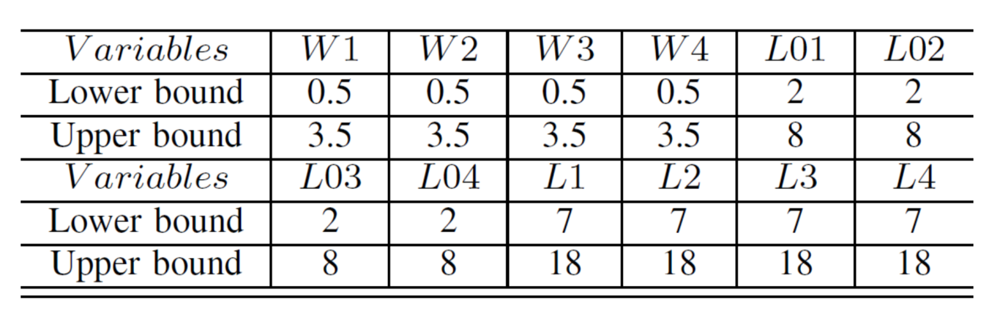 Variables W1 W2 W3 W4 L01 L02
Lower bound 0.5 0.5 0.5 0.5 2 2
Upper bound 3.5 3.5 3.5 3.5 8 8
Variables L03 L04 L1 L2 L3 L4
Lower bound 2 2 7 7 7 7
Upper bound 8 8 18 18 18 18